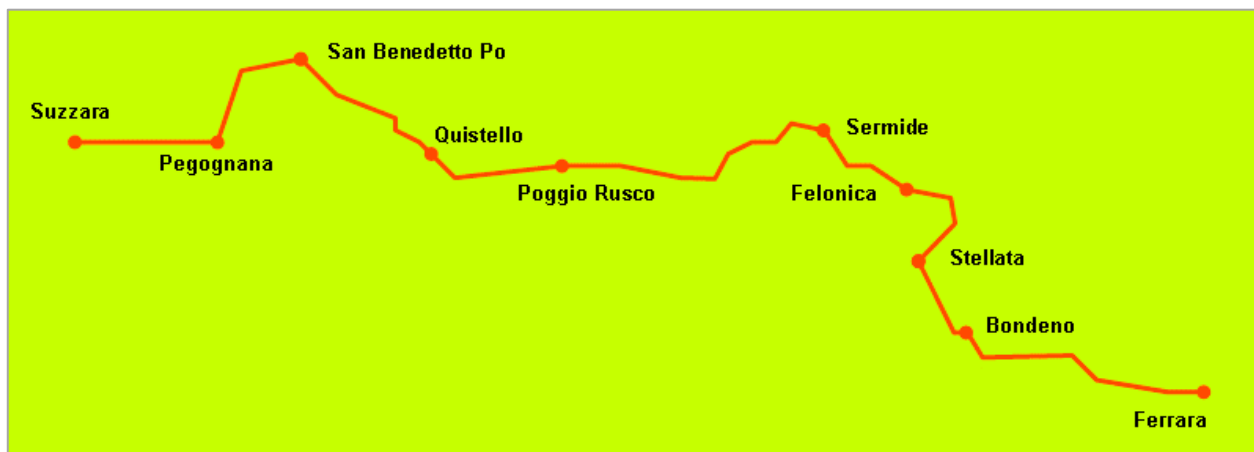 San Benedetto Po
Suzzara
Pegognana
Quistello
Poggio Rusco
Sermide
Felonica
Stellata
Bondeno
Ferrara